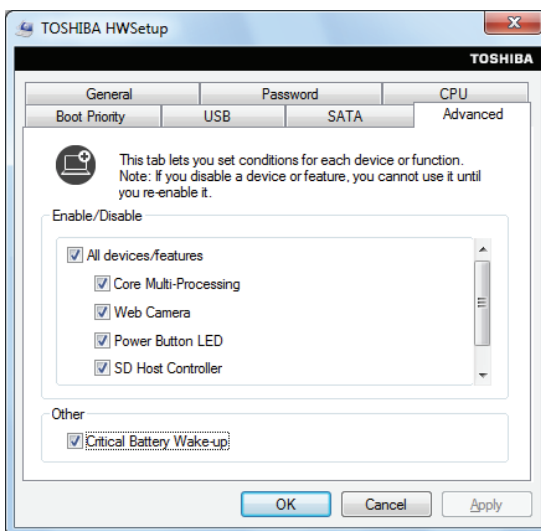 TOSHIBA HWSetup
TOSHIBA
General Password CPU
Boot Priority USB SATA Advanced
This tab lets you set conditions for each device or function.
Note: If you disable a device or feature, you cannot use it until
you re-enable it.
Enable/Disable
All devices/features
Core Multi-Processing
Web Camera
Power Button LED
SD Host Controller
Other
Critical Battery Wake-up
OK Cancel Apply